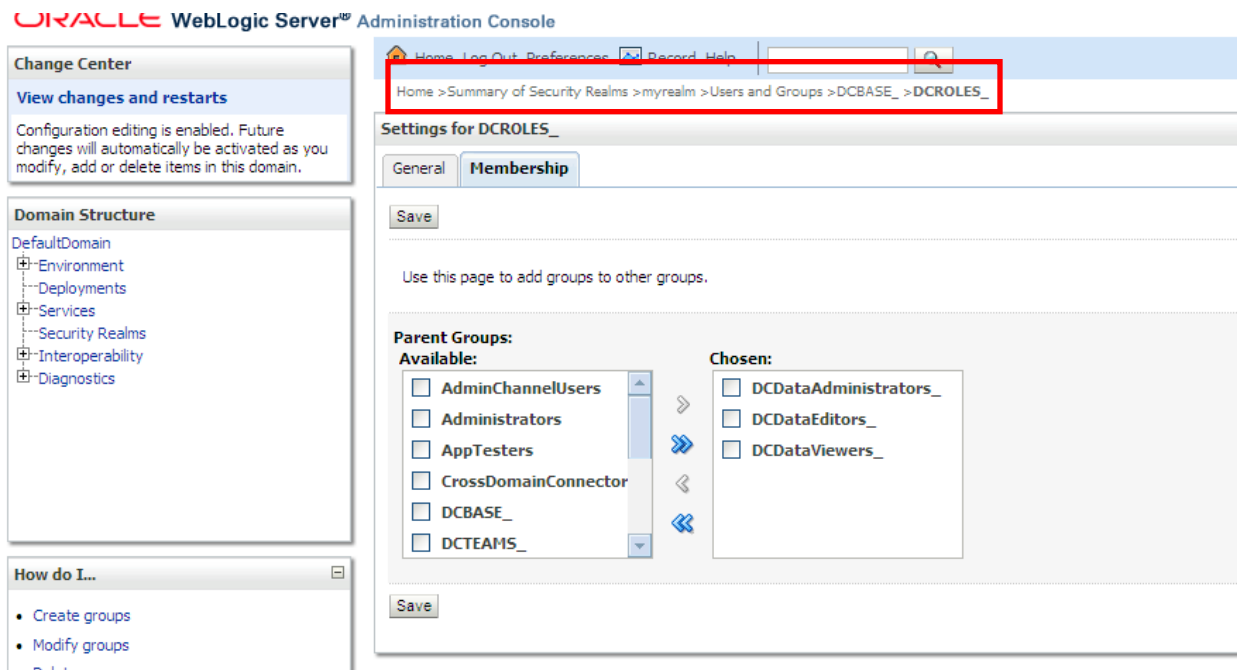 ORACLE WebLogic Server® Administration Console
Change Center
View changes and restarts
Configuration editing is enabled. Future
changes will automatically be activated as you
modify, add or delete items in this domain.
Domain Structure
DefaultDomain
Environment
Deployments
Services
Security Realms
Interoperability
Diagnostics
How do I...
Create groups
Modify groups
Home Log Out Preferences Record Help
Home >Summary of Security Realms >myrealm >Users and Groups >DCBASE_ >DCROLES_
Settings for DCROLES_
General Membership
Save
Use this page to add groups to other groups.
Parent Groups:
Available:
AdminChannelUsers
Administrators
AppTesters
CrossDomainConnector
DCBASE_
DCTEAMS_
Chosen:
DCDataAdministrators_
DCDataEditors_
DCDataViewers_
Save